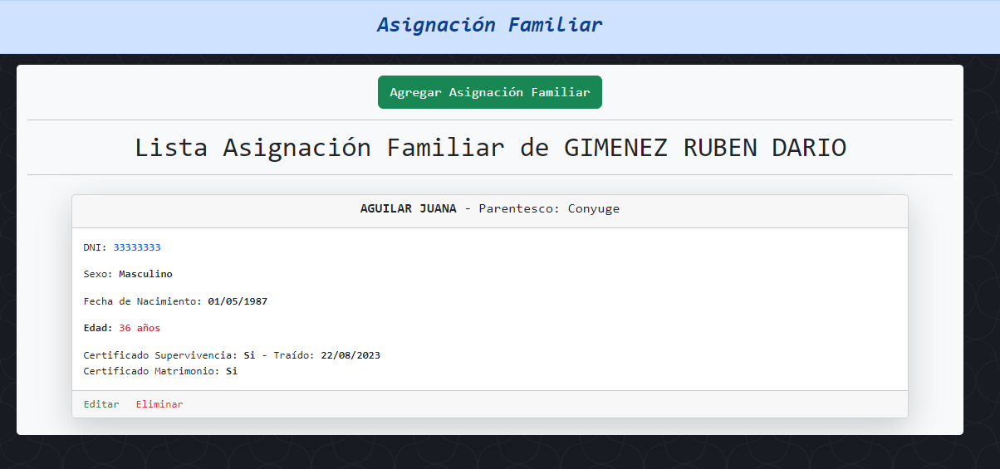 Asignación Familiar
Agregar Asignación Familiar
Lista Asignación Familiar de GIMENEZ RUBEN DARIO
AGUILAR JUANA - Parentesco: Conyuge
DNI: 33333333
Sexo: Masculino
Fecha de Nacimiento: 01/05/1987
Edad: 36 años
Certificado Supervivencia: Si - Traído: 22/08/2023
Certificado Matrimonio: Si
Editar Eliminar